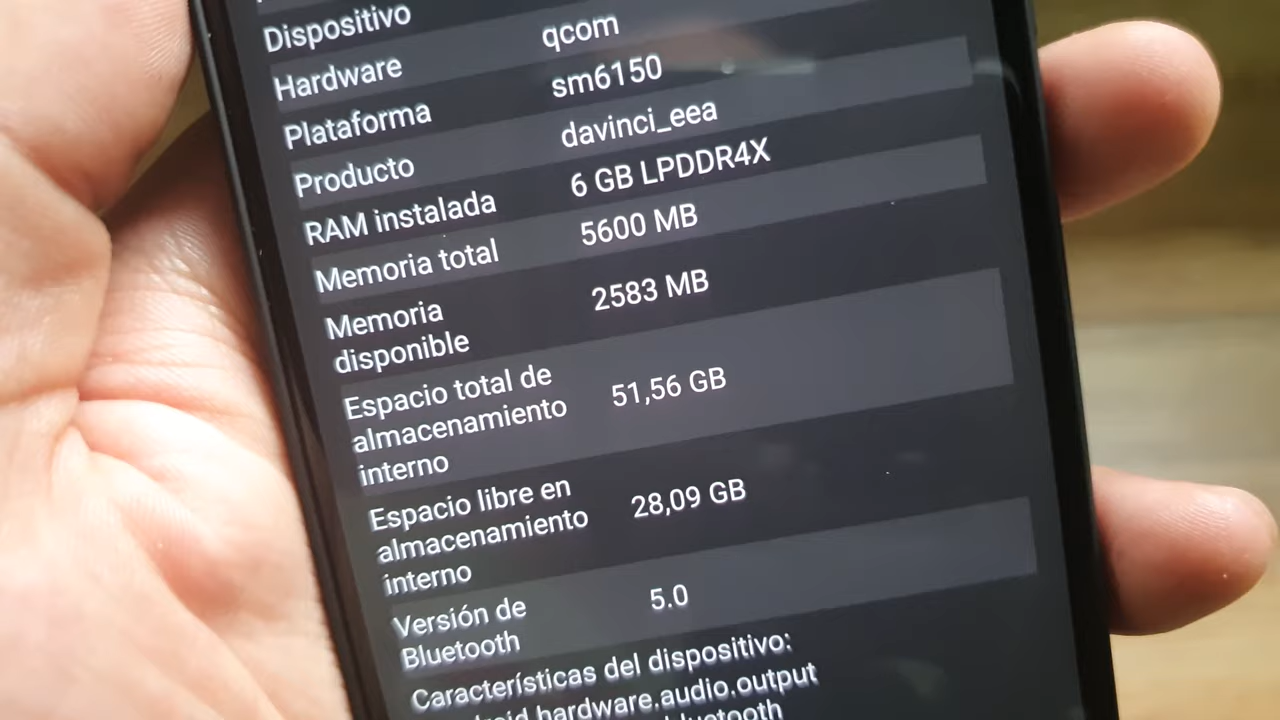 Dispositivo
Hardware qcom
Plataforma sm6150
Producto davinci_eea
RAM instalada 6 GB LPDDR4X
Memoria total 5600 MB
Memoria
disponible 2583 MB
Espacio total de
almacenamiento 51,56 GB
interno
Espacio libre en
almacenamiento 28,09 GB
interno
Versión de
Bluetooth 5.0
Características del dispositivo:
hardware.audio.output
bluetooth